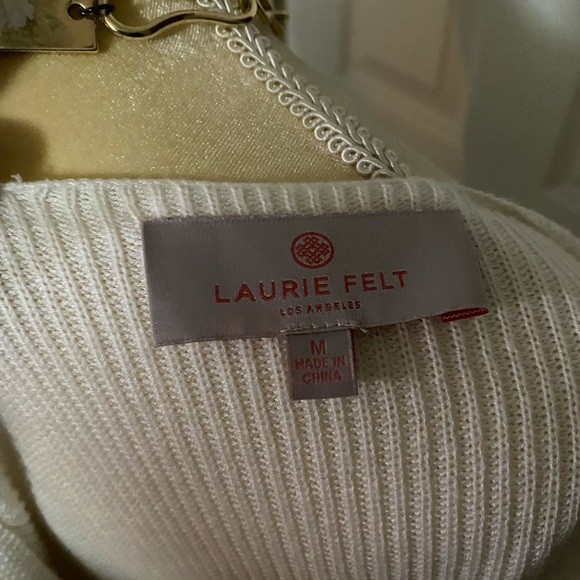 LAURIE FELT
LOS ANGELES
M
MADE IN
CHINA